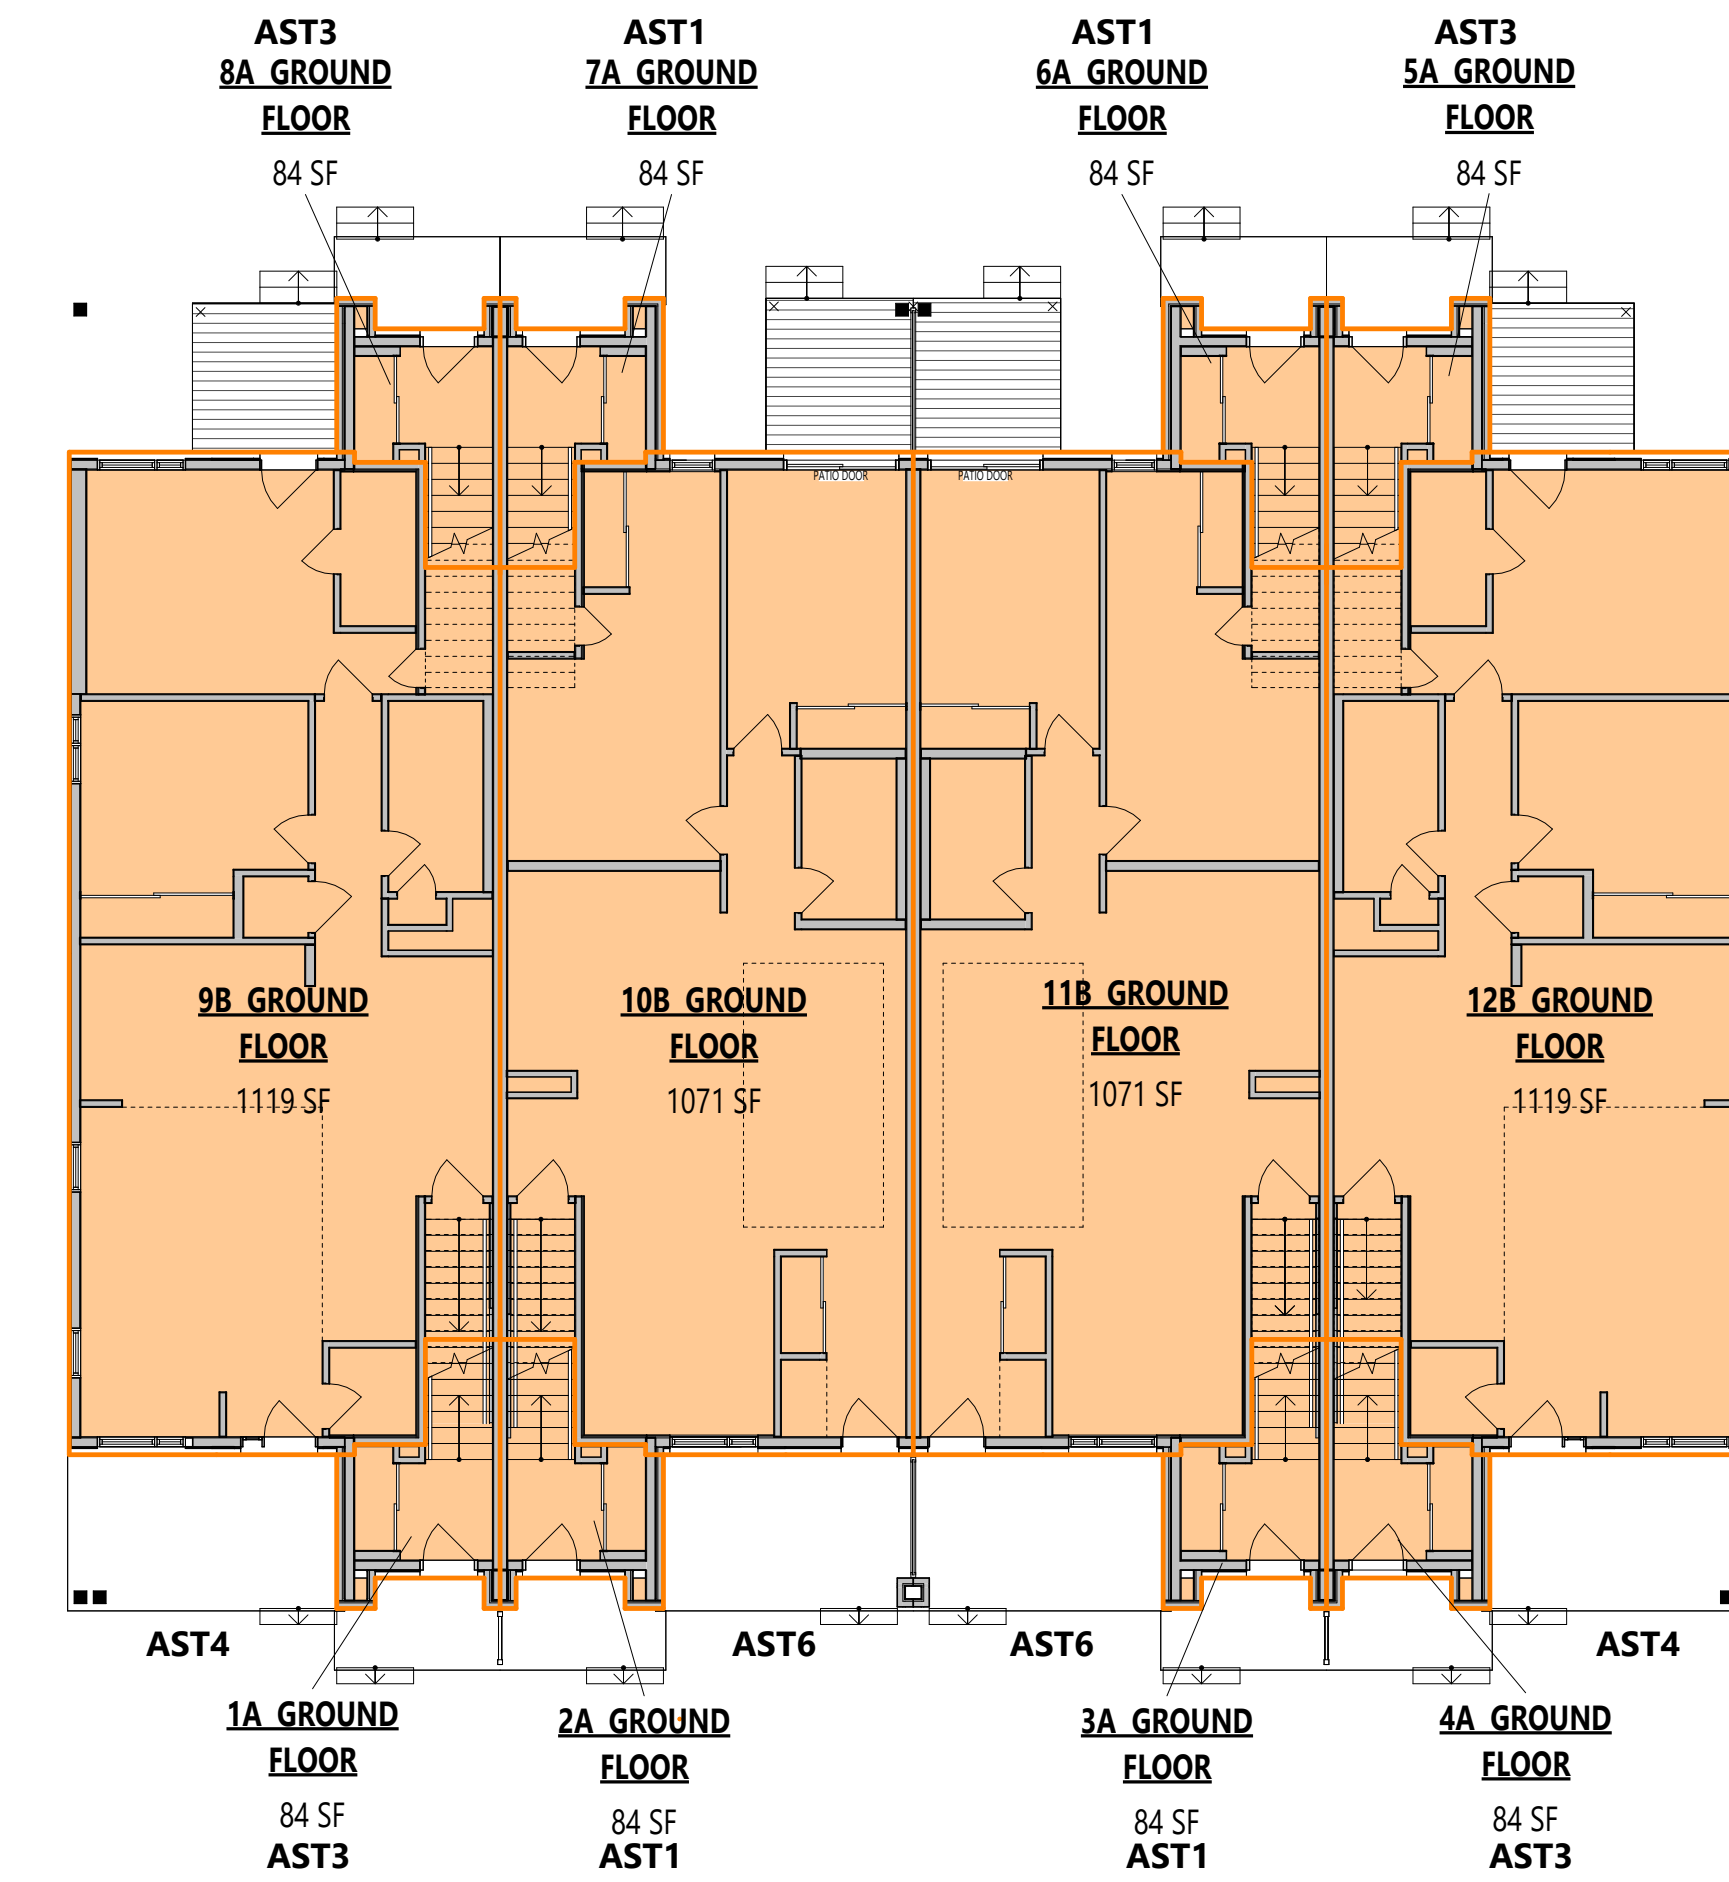 AST3
8A GROUND
FLOOR
84 SF
AST1
7A GROUND
FLOOR
84 SF
AST1
6A GROUND
FLOOR
84 SF
AST3
5A GROUND
FLOOR
84 SF
PATIO DOOR
PATIO DOOR
9B GROUND
FLOOR
1119 SF
10B GROUND
FLOOR
1071 SF
11B GROUND
FLOOR
1071 SF
12B GROUND
FLOOR
1119 SF
AST4
AST6
AST6
AST4
1A GROUND
FLOOR
84 SF
AST3
2A GROUND
FLOOR
84 SF
AST1
3A GROUND
FLOOR
84 SF
AST1
4A GROUND
FLOOR
84 SF
AST3